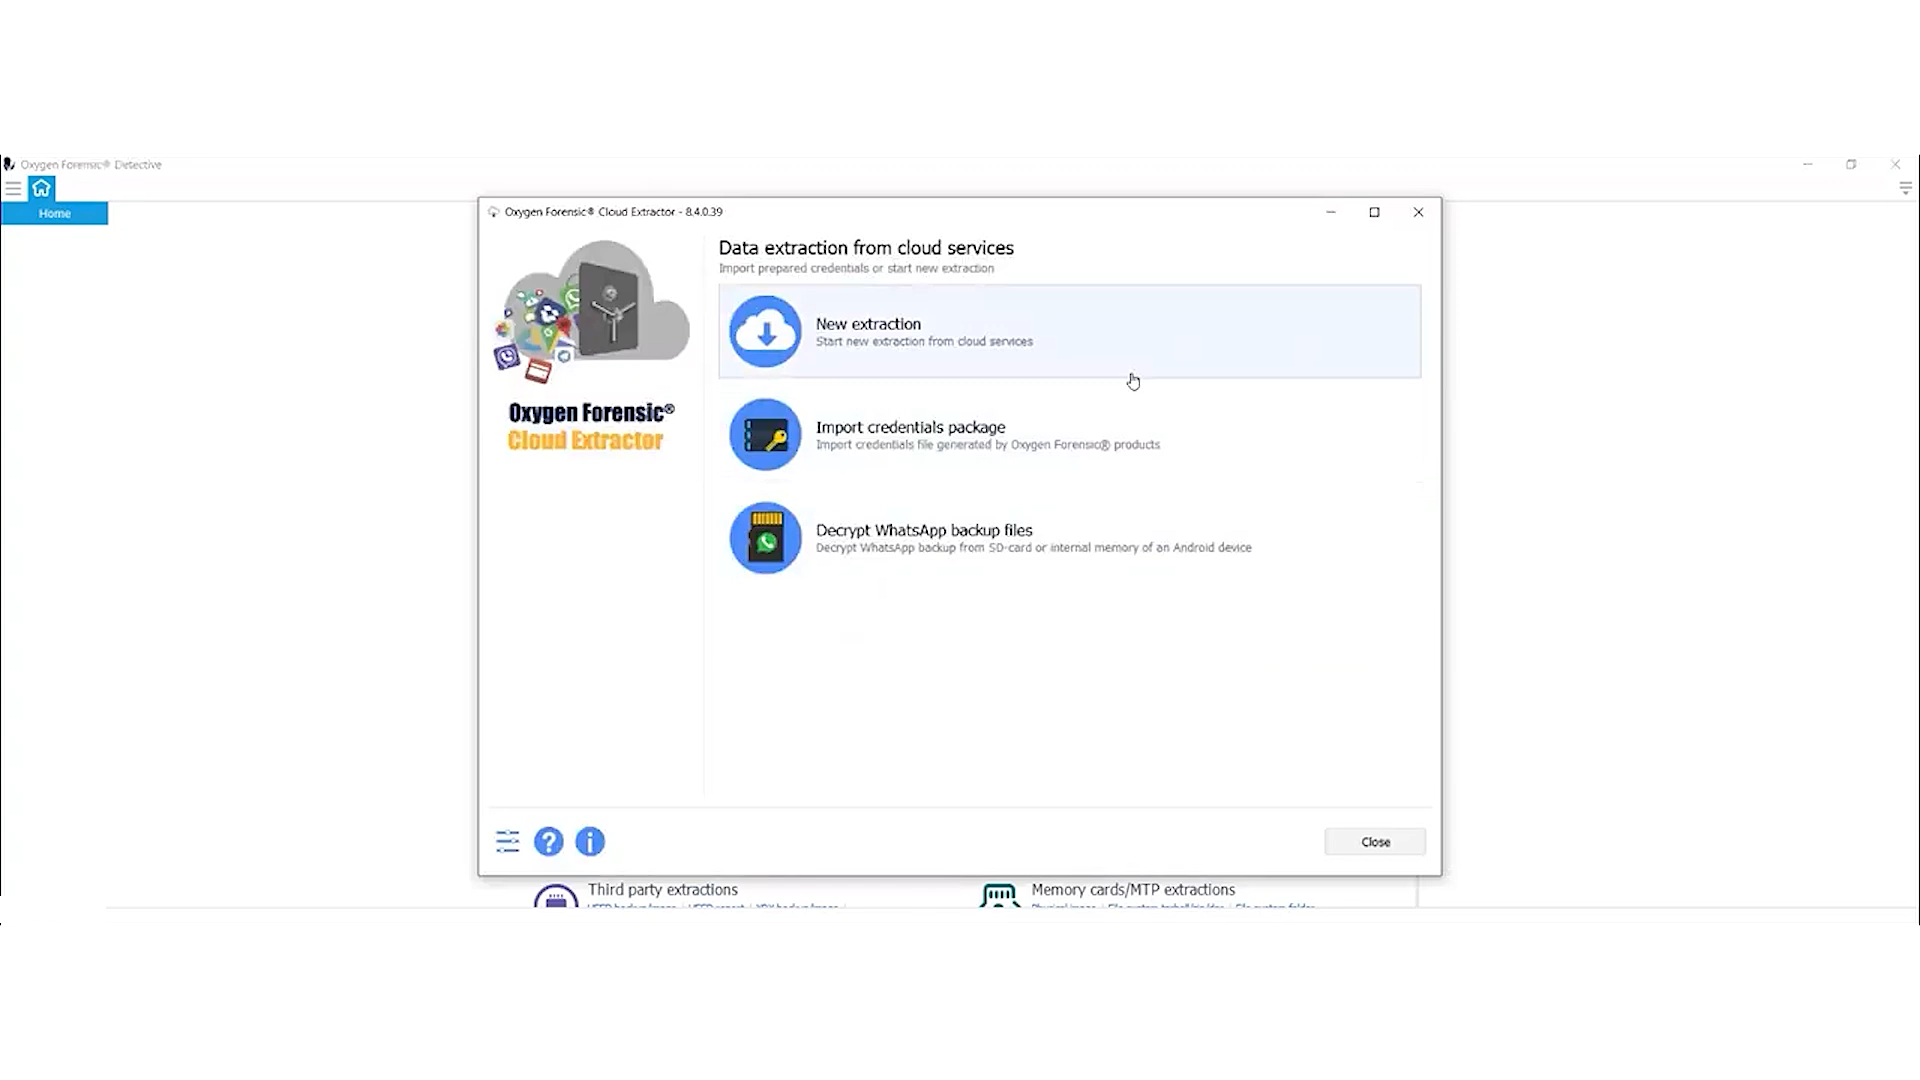 Oxygen Forensic® Detective
Home
Oxygen Forensic® Cloud Extractor - 8.4.0.39
Data extraction from cloud services
Import prepared credentials or start new extraction
New extraction
Start new extraction from cloud services
Oxygen Forensic®
Cloud Extractor
Import credentials package
Import credentials file generated by Oxygen Forensic® products
Decrypt WhatsApp backup files
Decrypt WhatsApp backup from SD-card or internal memory of an Android device
?
i
Close
Third party extractions
Memory cards/MTP extractions